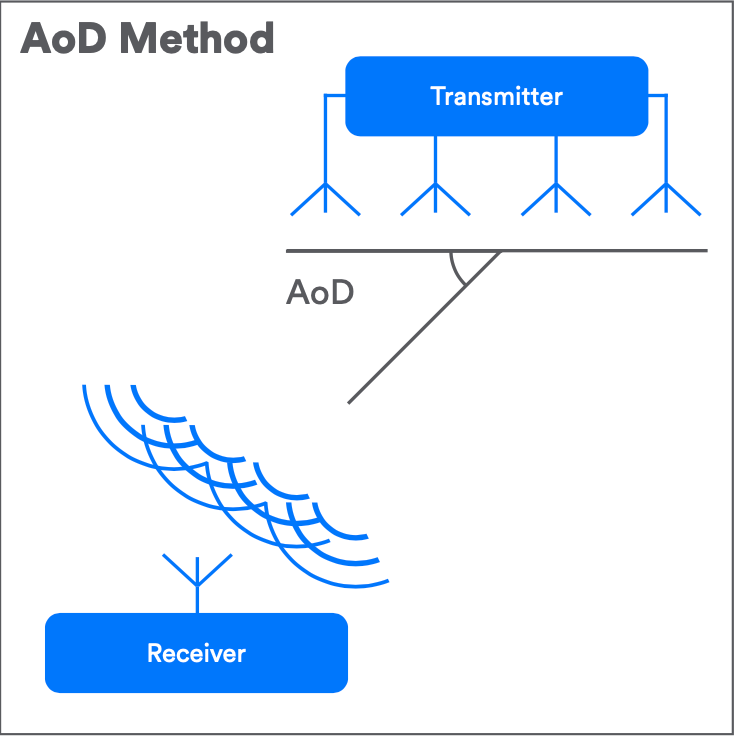 AoD Method
Transmitter
AoD
Receiver